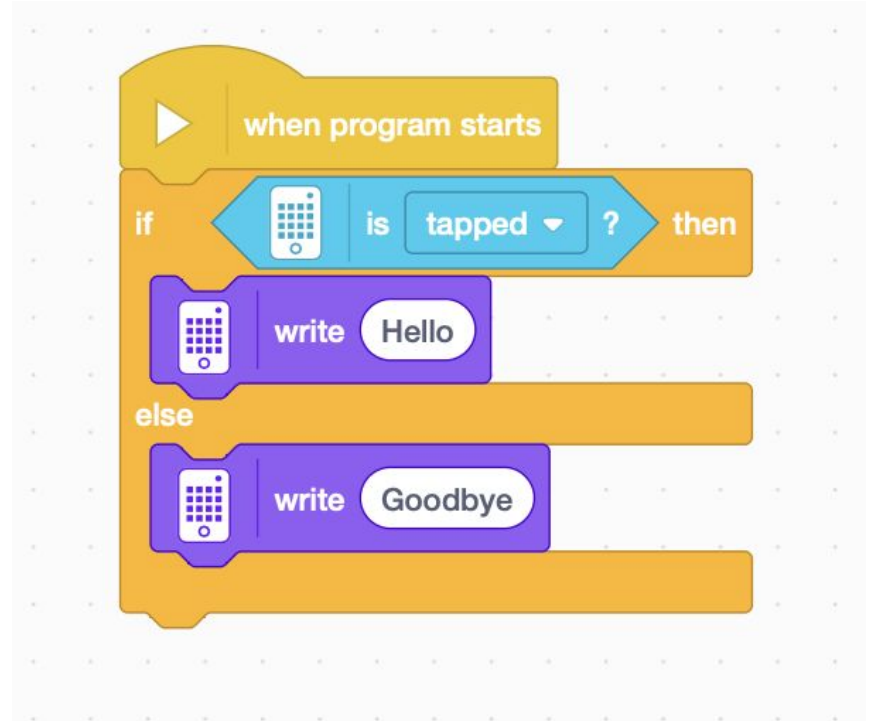 when program starts
if is tapped ? then
write Hello
else
write Goodbye